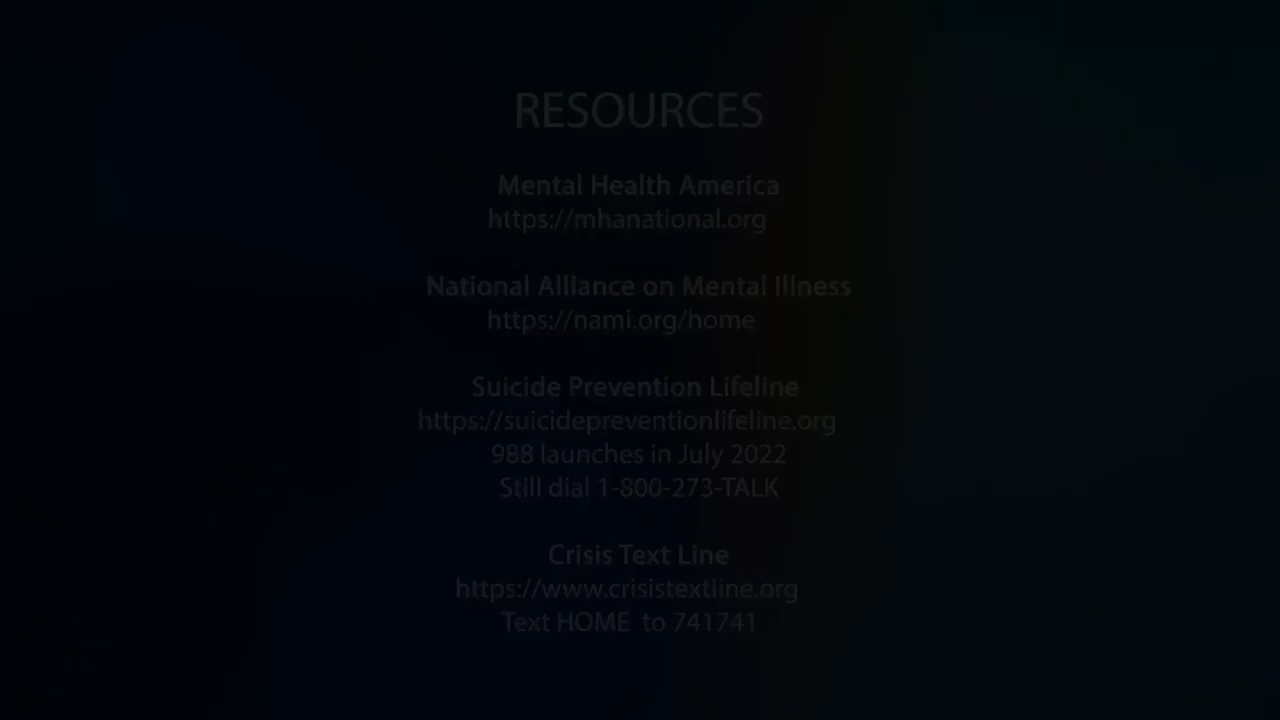 RESOURCES
Mental Health America
https://mhanational.org
National Alliance on Mental Illness
https://nami.org/home
Suicide Prevention Lifeline
https://suicidepreventionlifeline.org
988 launches in July 2022
Still dial 1-800-273-TALK
Crisis Text Line
https://www.crisistextline.org
Text HOME to 741741